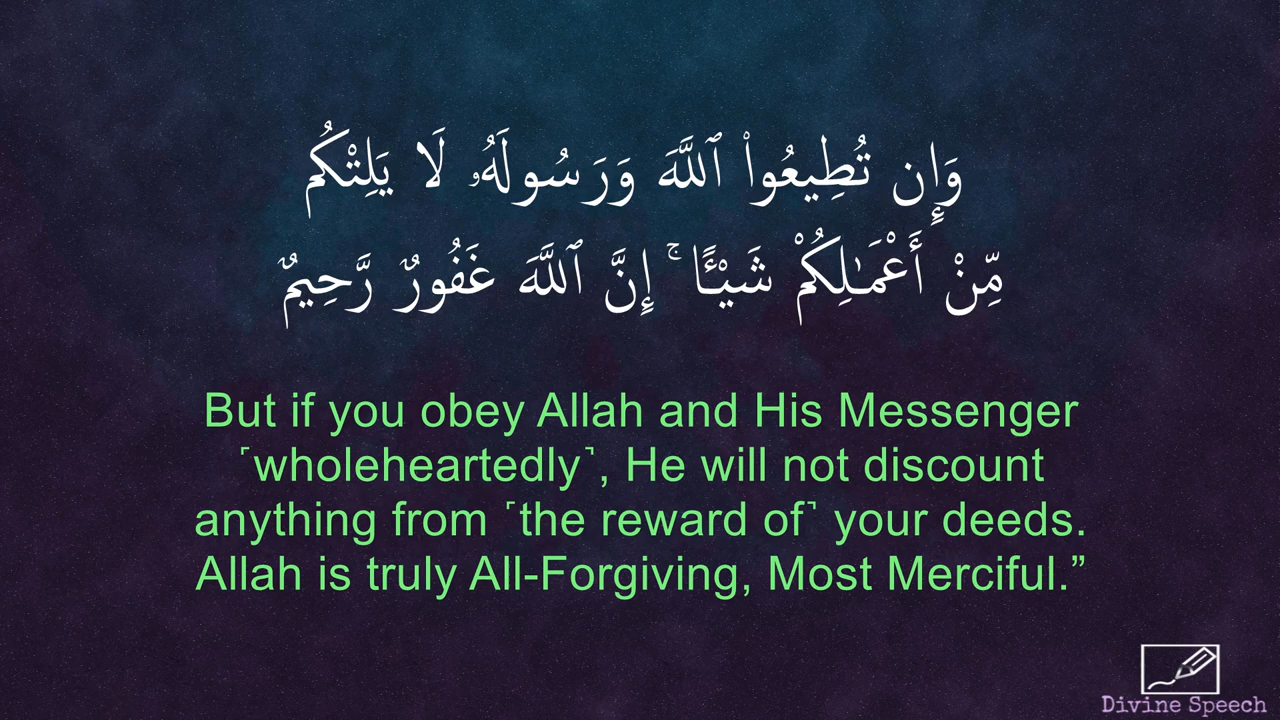 وَإِن تُطِيعُوا۟ ٱللَّهَ وَرَسُولَهُۥ لَا يَلِتْكُم
مِّنْ أَعْمَـٰلِكُمْ شَيْـًٔا ۚ إِنَّ ٱللَّهَ غَفُورٌ رَّحِيمٌ
But if you obey Allah and His Messenger
˹wholeheartedly˺, He will not discount
anything from ˹the reward of˺ your deeds.
Allah is truly All-Forgiving, Most Merciful.”
Divine Speech